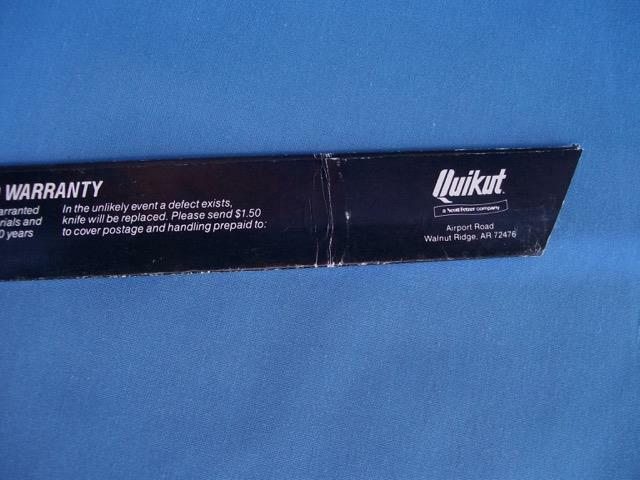 WARRANTY
arranted
rials and
0 years
In the unlikely event a defect exists,
knife will be replaced. Please send $1.50
to cover postage and handling prepaid to:
Quikut
a Scott Fetzer company
Airport Road
Walnut Ridge, AR 72476